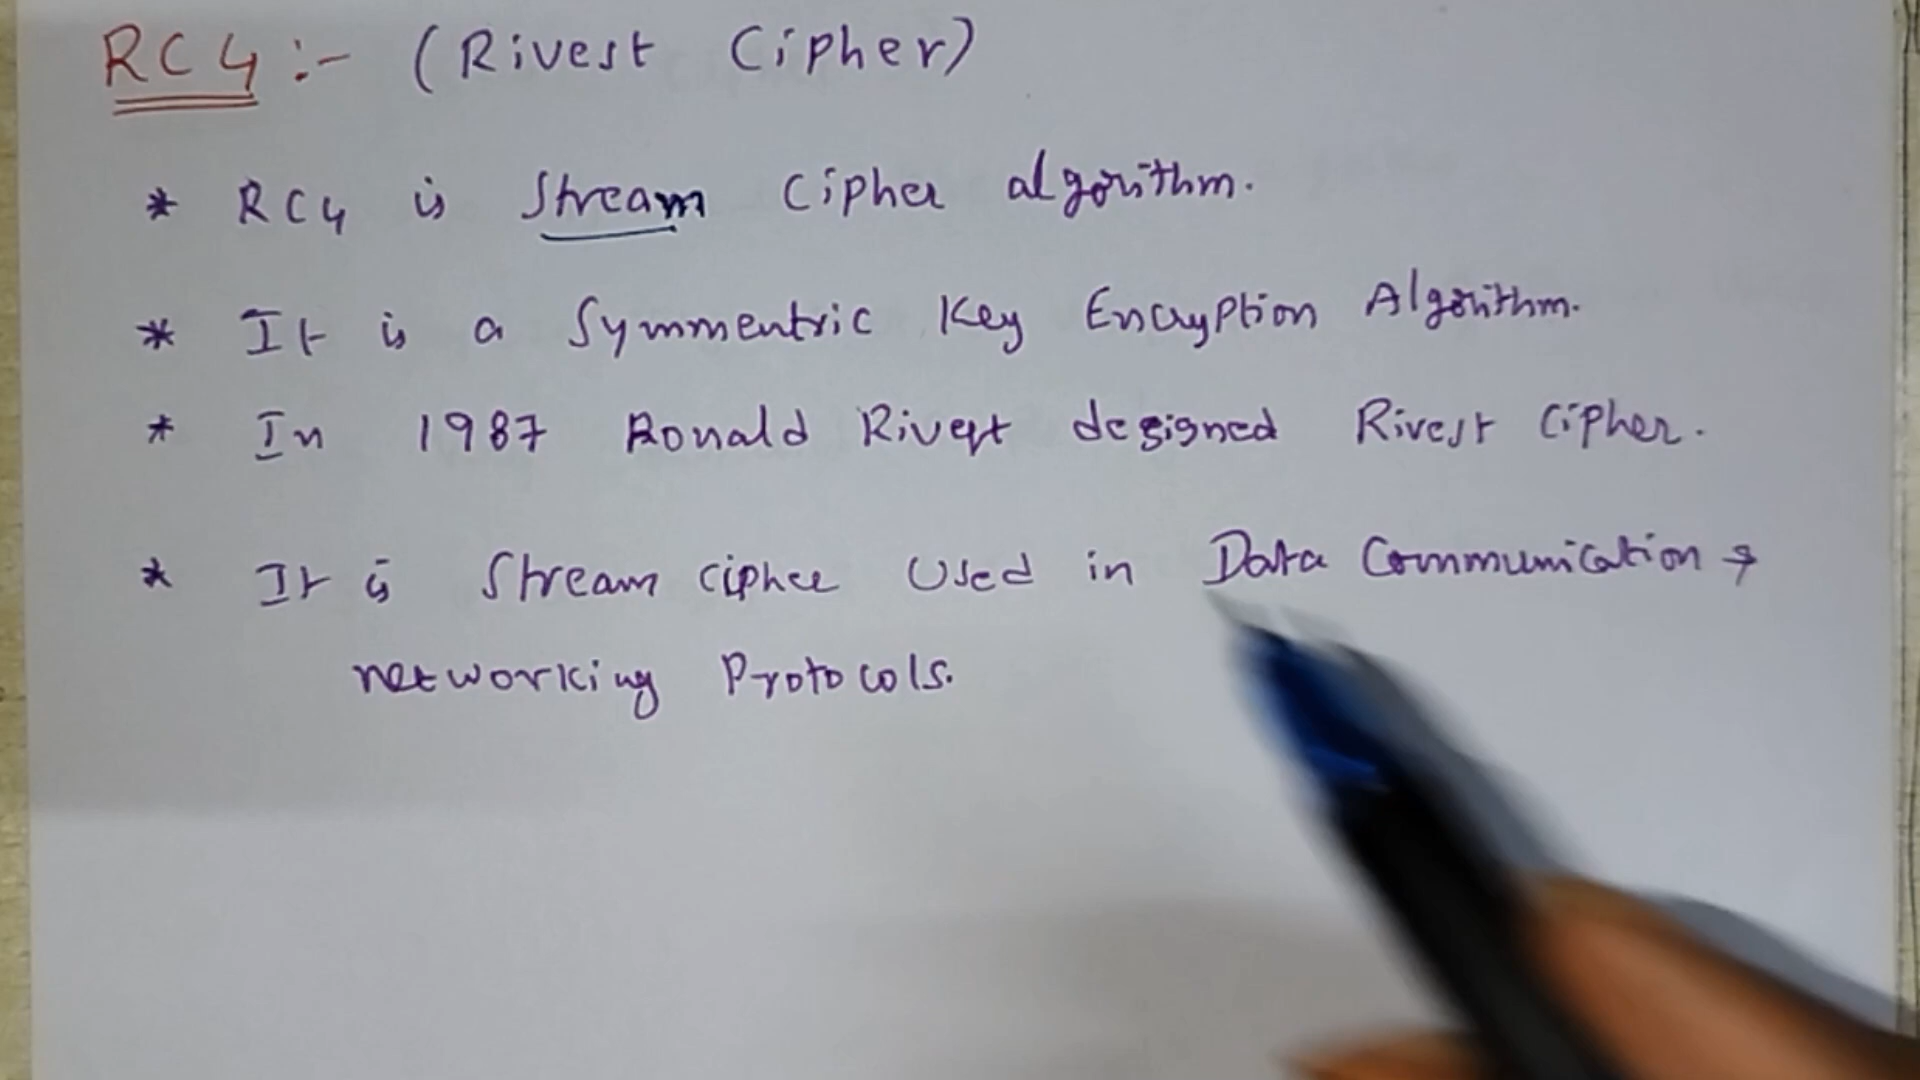 RC4 :- (Rivest Cipher)
* RC4 is Stream Cipher algorithm.
* It is a Symmentric Key Encryption Algorithm.
* In 1987 Ronald Rivest designed Rivest Cipher.
* It is Stream cipher Used in Data Communication &
networking Protocols.